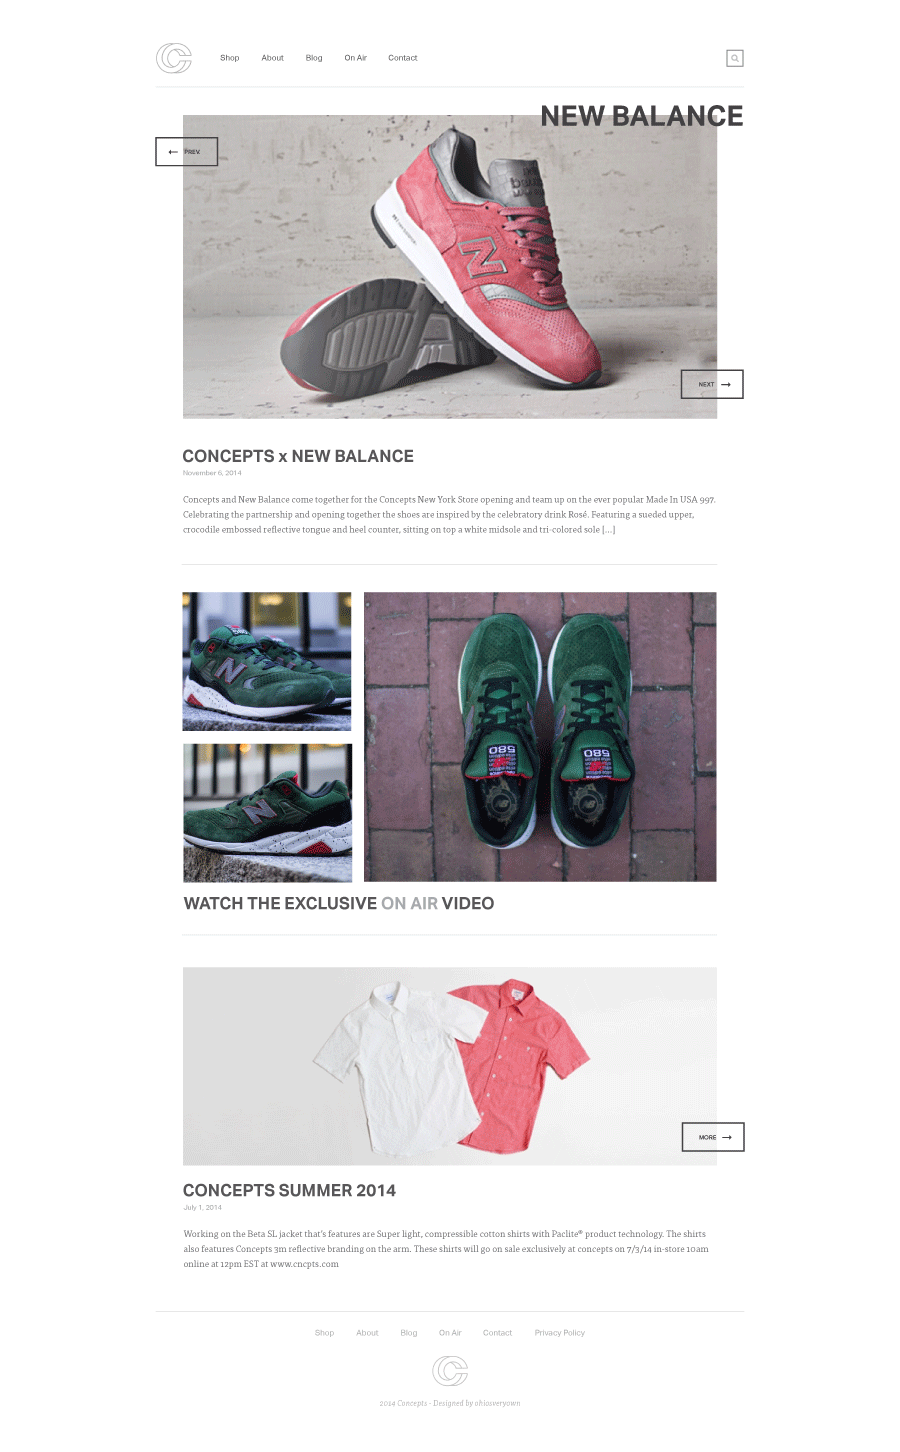 Shop About Blog On Air Contact
NEW BALANCE
PREV.
N
NEXT
CONCEPTS x NEW BALANCE
November 6, 2014
Concepts and New Balance come together for the Concepts New York Store opening and team up on the ever popular Made In USA 997.
Celebrating the partnership and opening together the shoes are inspired by the celebratory drink Rosé. Featuring a sueded upper,
crocodile embossed reflective tongue and heel counter, sitting on top a white midsole and tri-colored sole [...]
N
N
580
580
WATCH THE EXCLUSIVE ON AIR VIDEO
MORE
CONCEPTS SUMMER 2014
July 1, 2014
Working on the Beta SL jacket that's features are Super light, compressible cotton shirts with Paclite® product technology. The shirts
also features Concepts 3m reflective branding on the arm. These shirts will go on sale exclusively at concepts on 7/3/14 in-store 10am
online at 12pm EST at www.cncpts.com
Shop About Blog On Air Contact Privacy Policy
2014 Concepts - Designed by ohiosveryown